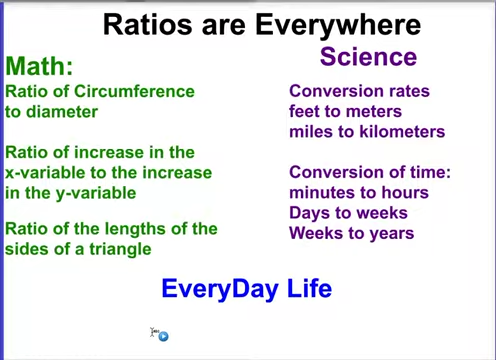 Ratios are Everywhere
Math:
Ratio of Circumference
to diameter
Ratio of increase in the
x-variable to the increase
in the y-variable
Ratio of the lengths of the
sides of a triangle
Science
Conversion rates
feet to meters
miles to kilometers
Conversion of time:
minutes to hours
Days to weeks
Weeks to years
EveryDay Life